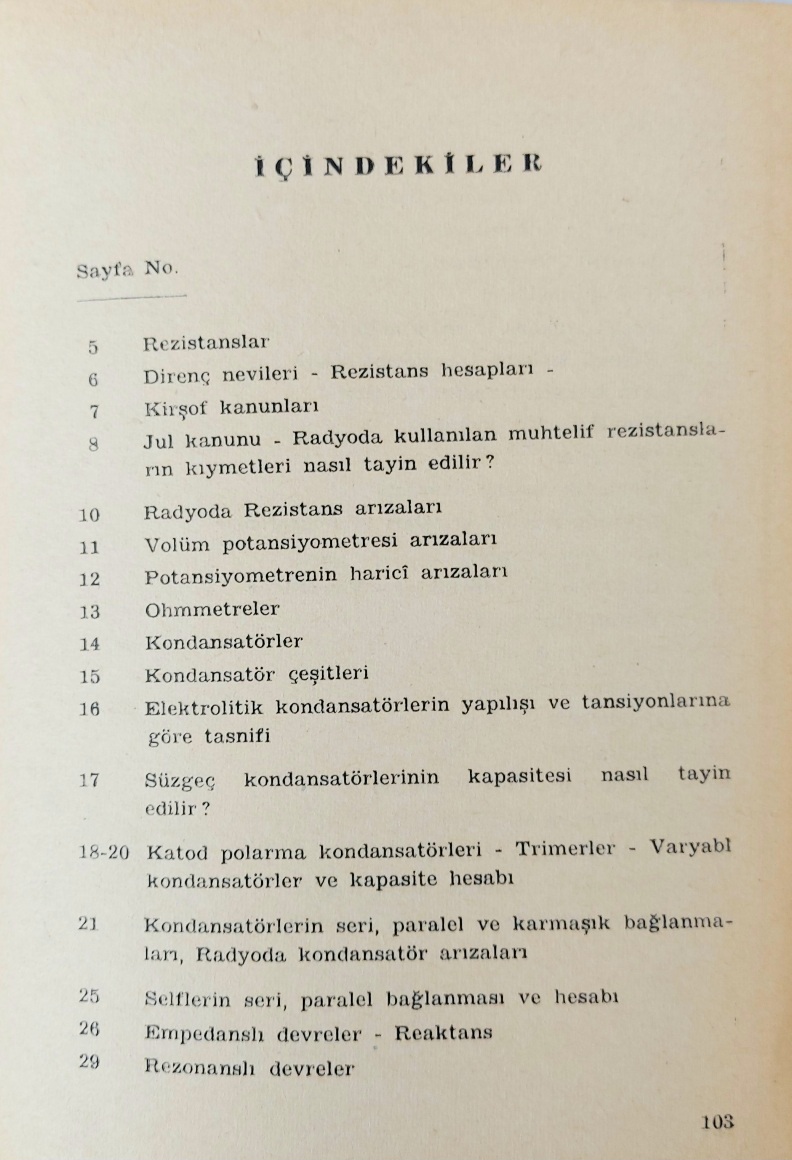 İÇİNDEKİLER
Sayfa No.
5 Rezistanslar
6 Direnç nevileri - Rezistans hesapları -
7 Kirşof kanunları
8 Jul kanunu - Radyoda kullanılan muhtelif rezistansla-
rın kıymetleri nasıl tayin edilir?
10 Radyoda Rezistans arızaları
11 Volüm potansiyometresi arızaları
12 Potansiyometrenin haricî arızaları
13 Ohmmetreler
14 Kondansatörler
15 Kondansatör çeşitleri
16 Elektrolitik kondansatörlerin yapılışı ve tansiyonlarına
göre tasnifi
17 Süzgeç kondansatörlerinin kapasitesi nasıl tayin
edilir?
18-20 Katod polarma kondansatörleri - Trimerler - Varyabl
kondansatörler ve kapasite hesabı
21 Kondansatörlerin seri, paralel ve karmaşık bağlanma-
ları, Radyoda kondansatör arızaları
25 Selflerin seri, paralel bağlanması ve hesabı
26 Empedanslı devreler - Reaktans
29 Rezonanslı devreler
103